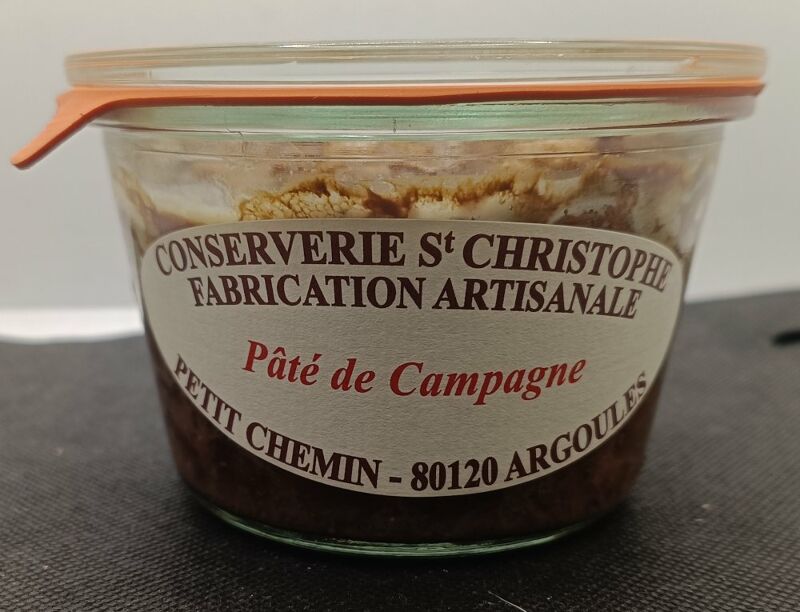 CONSERVERIE St CHRISTOPHE
FABRICATION ARTISANALE
Pâté de Campagne
PETIT CHEMIN - 80120 ARGOULES